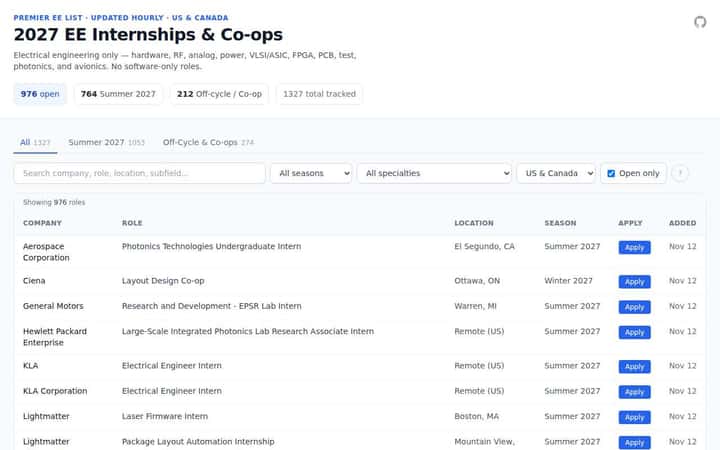 PREMIER EE LIST · UPDATED HOURLY · US & CANADA
2027 EE Internships & Co-ops
Electrical engineering only — hardware, RF, analog, power, VLSI/ASIC, FPGA, PCB, test,
photonics, and avionics. No software-only roles.
976 open 764 Summer 2027 212 Off-cycle / Co-op 1327 total tracked
All 1327 Summer 2027 1053 Off-Cycle & Co-ops 274
Search company, role, location, subfield... All seasons All specialties US & Canada Open only ?
Showing 976 roles
COMPANY ROLE LOCATION SEASON APPLY ADDED
Aerospace Corporation Photonics Technologies Undergraduate Intern El Segundo, CA Summer 2027 Apply Nov 12
Ciena Layout Design Co-op Ottawa, ON Winter 2027 Apply Nov 12
General Motors Research and Development - EPSR Lab Intern Warren, MI Summer 2027 Apply Nov 12
Hewlett Packard Enterprise Large-Scale Integrated Photonics Lab Research Associate Intern Remote (US) Summer 2027 Apply Nov 12
KLA Electrical Engineer Intern Remote (US) Summer 2027 Apply Nov 12
KLA Corporation Electrical Engineer Intern Remote (US) Summer 2027 Apply Nov 12
Lightmatter Laser Firmware Intern Boston, MA Summer 2027 Apply Nov 12
Lightmatter Package Layout Automation Internship Mountain View, Summer 2027 Apply Nov 12